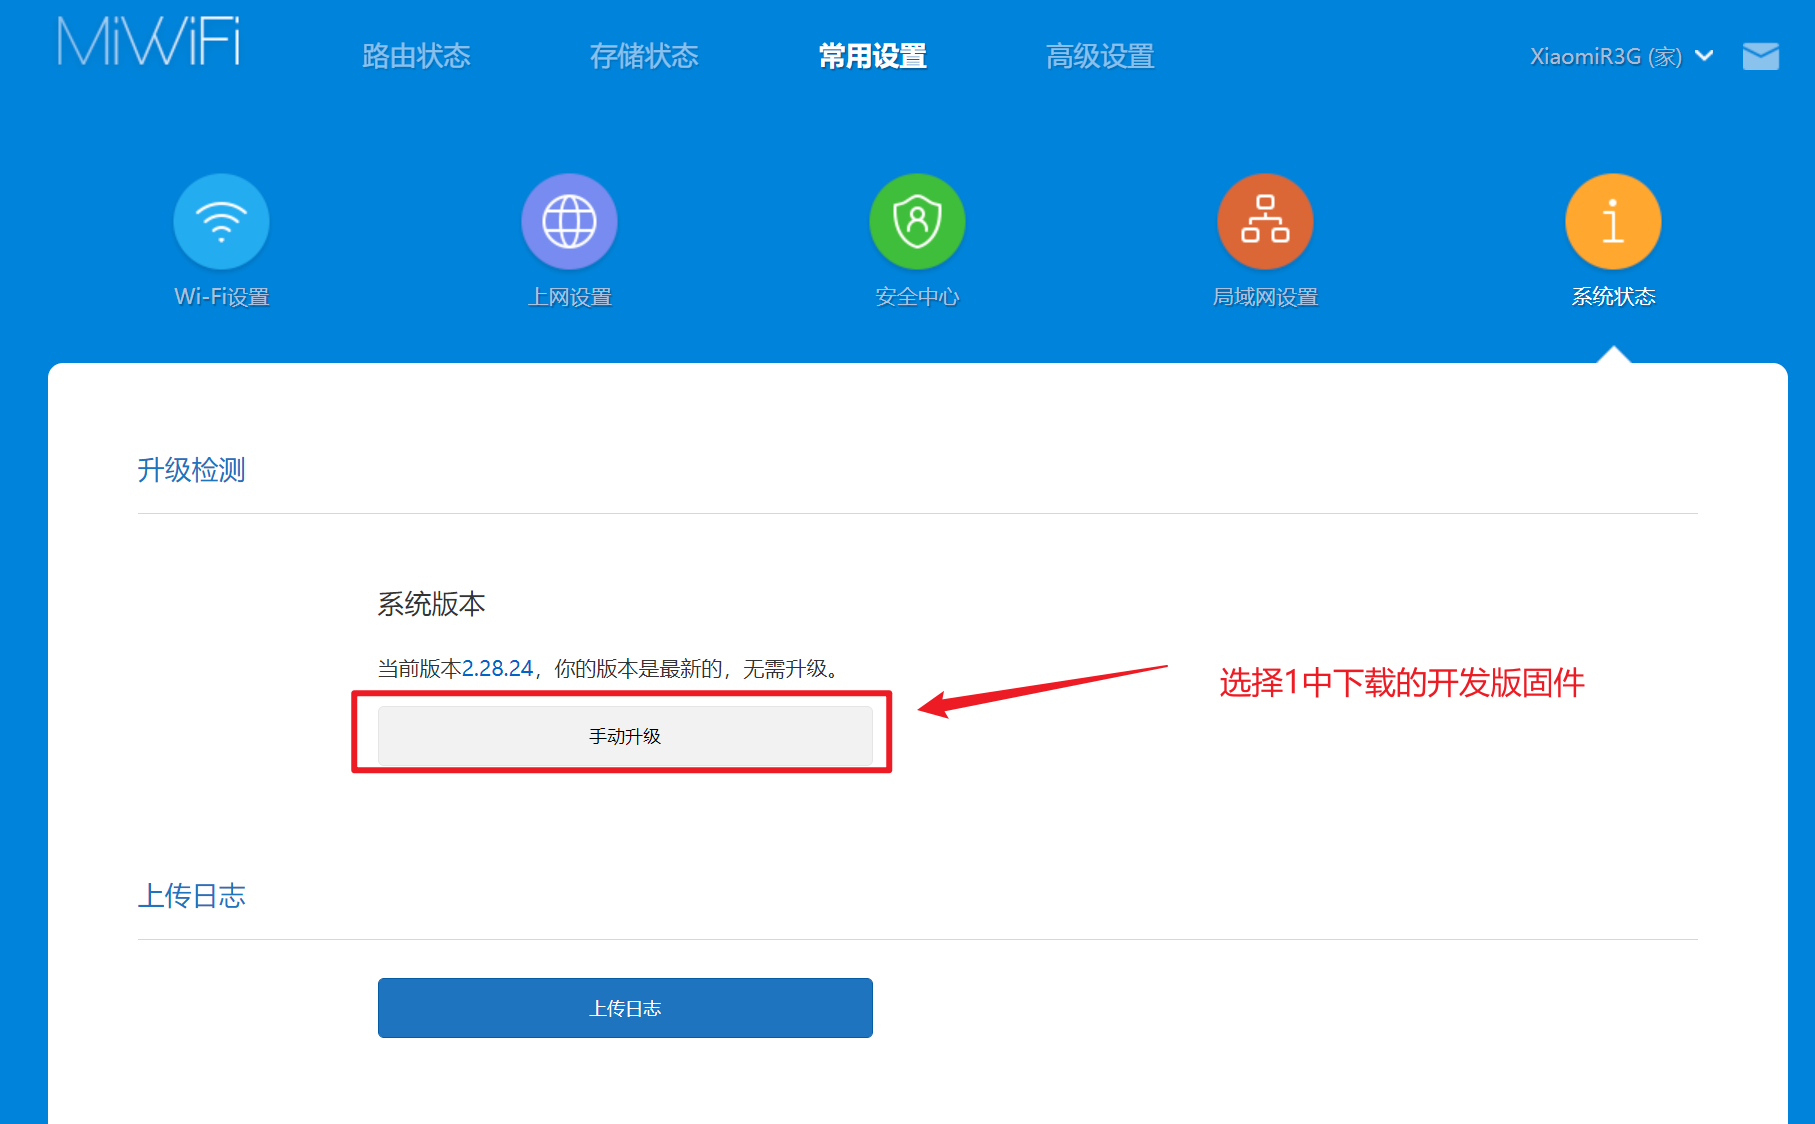 MiWiFi
路由状态
存储状态
常用设置
高级设置
XiaomiR3G (家)
Wi-Fi设置
上网设置
安全中心
局域网设置
系统状态
升级检测
系统版本
当前版本2.28.24，你的版本是最新的，无需升级。
手动升级
选择1中下载的开发版固件
上传日志
上传日志